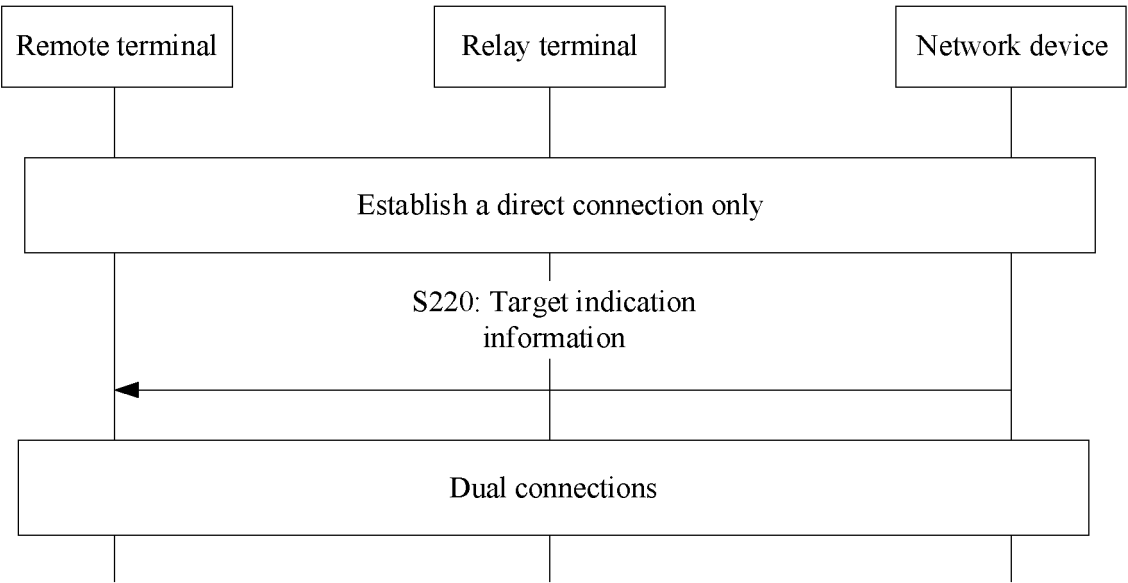 Remote terminal
Relay terminal
Network device
Establish a direct connection only
S220: Target indication
information
Dual connections